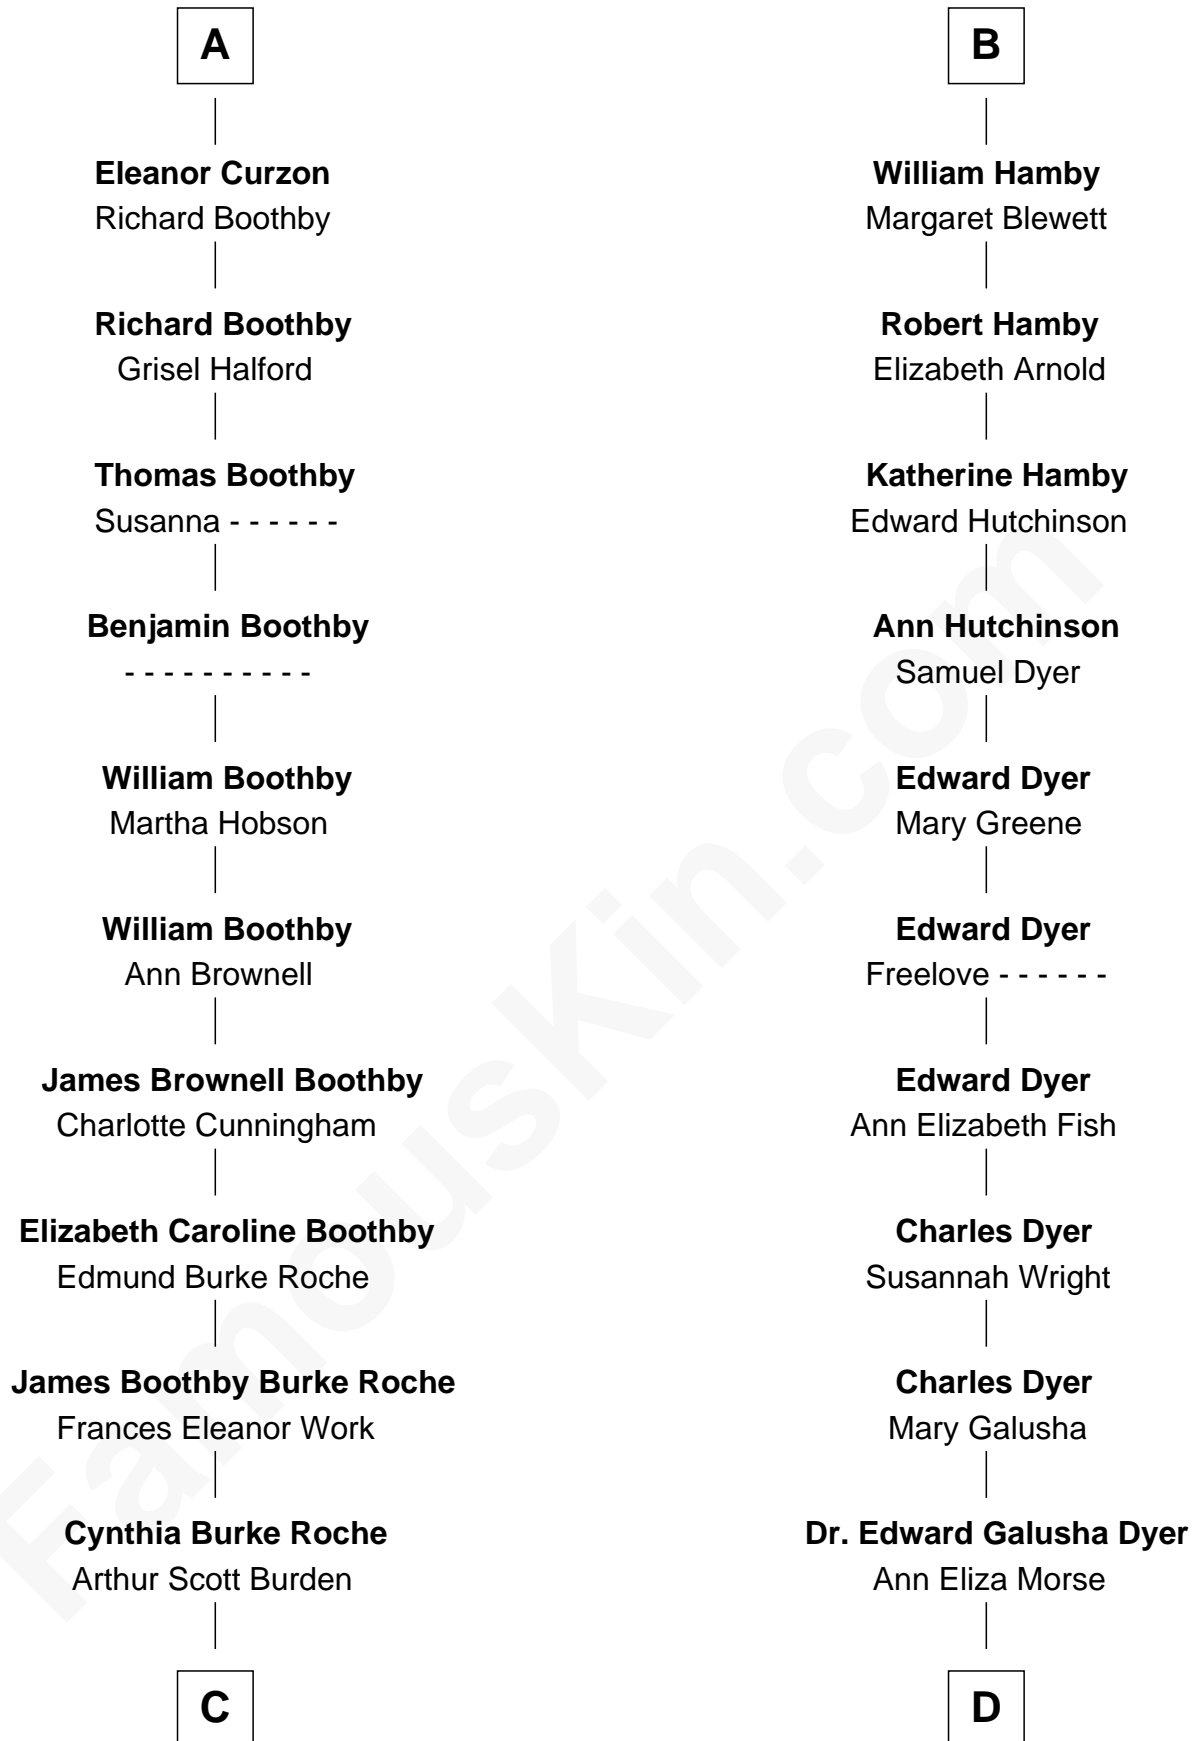 A
Eleanor Curzon
Richard Boothby
Richard Boothby
Grisel Halford
Thomas Boothby
Susanna - - - - - -
Benjamin Boothby
- - - - - - - - - -
William Boothby
Martha Hobson
William Boothby
Ann Brownell
James Brownell Boothby
Charlotte Cunningham
Elizabeth Caroline Boothby
Edmund Burke Roche
James Boothby Burke Roche
Frances Eleanor Work
Cynthia Burke Roche
Arthur Scott Burden
C
B
William Hamby
Margaret Blewett
Robert Hamby
Elizabeth Arnold
Katherine Hamby
Edward Hutchinson
Ann Hutchinson
Samuel Dyer
Edward Dyer
Mary Greene
Edward Dyer
Freelove - - - - - -
Edward Dyer
Ann Elizabeth Fish
Charles Dyer
Susannah Wright
Charles Dyer
Mary Galusha
Dr. Edward Galusha Dyer
Ann Eliza Morse
D
FamousKin.com